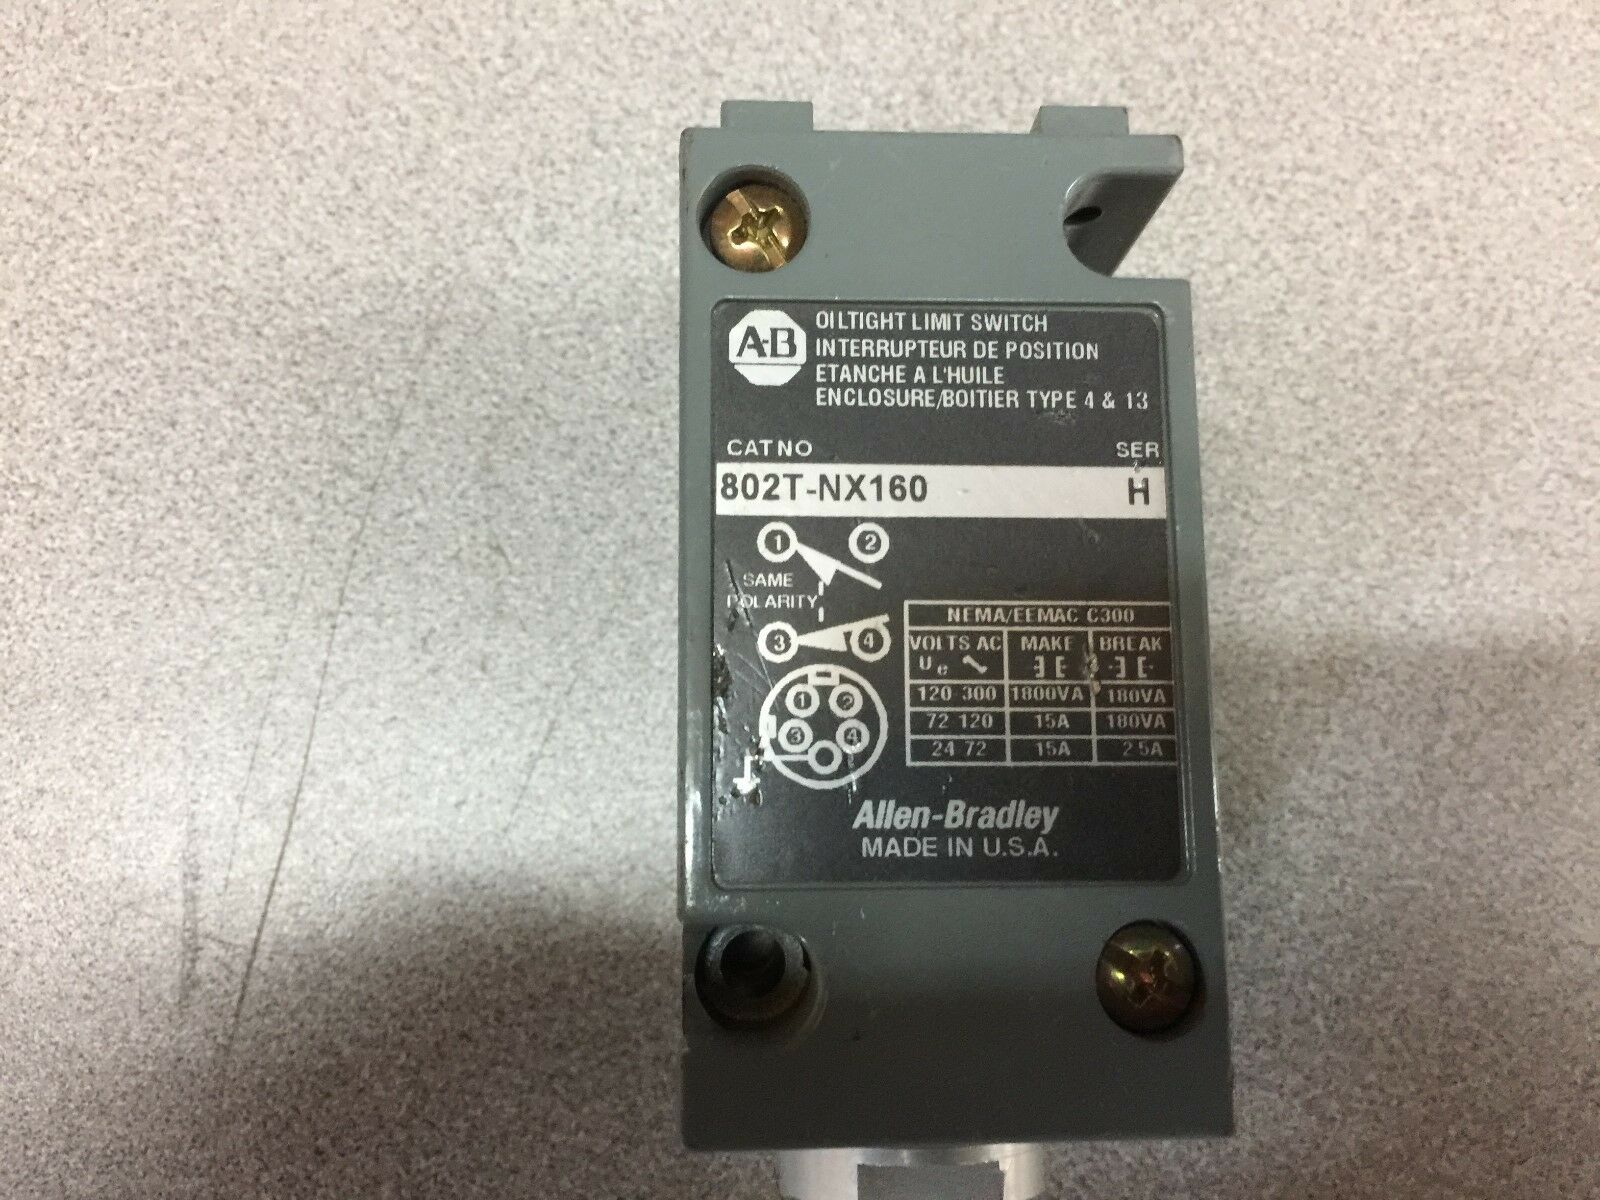 A-B
OILTIGHT LIMIT SWITCH
INTERRUPTEUR DE POSITION
ETANCHE A L'HUILE
ENCLOSURE/BOITIER TYPE 4 & 13
CAT NO SER
802T-NX160 H
1 2
SAME
POLARITY
3 4
NEMA/EEMAC C300
VOLTS AC MAKE BREAK
Ue
120 300 1800VA 180VA
72 120 15A 180VA
24 72 15A 2 5A
1 2
3 4
Allen-Bradley
MADE IN U.S.A.